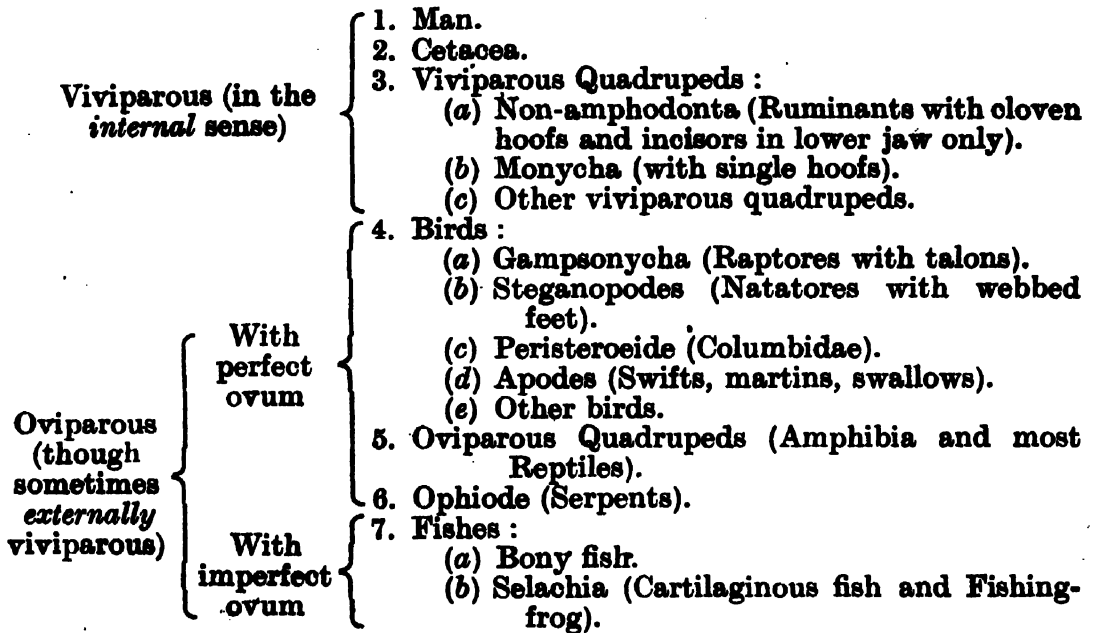 Viviparous (in the
internal sense)
1. Man.
2. Cetacea.
3. Viviparous Quadrupeds :
(a) Non-amphodonta (Ruminants with cloven
hoofs and incisors in lower jaw only).
(b) Monycha (with single hoofs).
(c) Other viviparous quadrupeds.
Oviparous
(though
sometimes
externally
viviparous)
With
perfect
ovum
4. Birds :
(a) Gampsonycha (Raptores with talons).
(b) Steganopodes (Natatores with webbed
feet).
(c) Peristeroeide (Columbidae).
(d) Apodes (Swifts, martins, swallows).
(e) Other birds.
5. Oviparous Quadrupeds (Amphibia and most
Reptiles).
6. Ophiode (Serpents).
With
imperfect
ovum
7. Fishes :
(a) Bony fish.
(b) Selachia (Cartilaginous fish and Fishing-
frog).